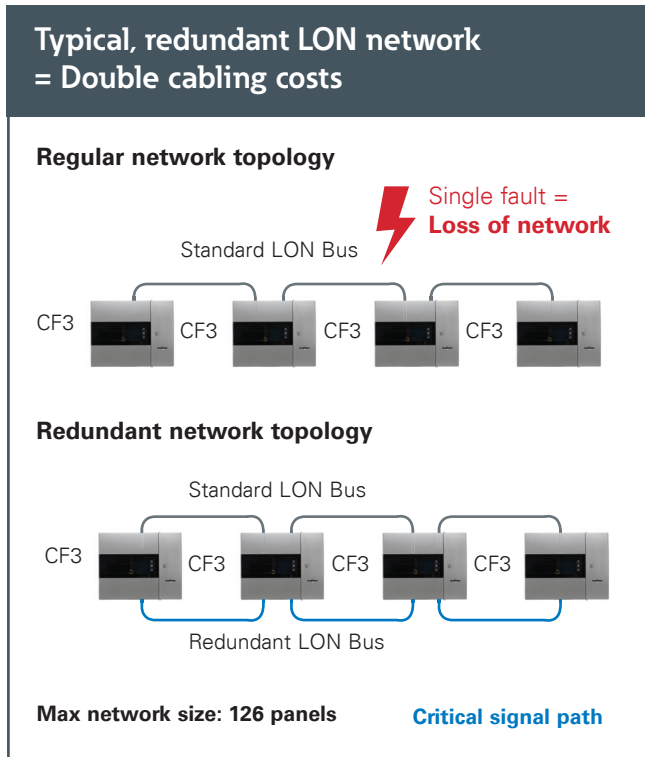 Typical, redundant LON network
= Double cabling costs
Regular network topology
Single fault =
Loss of network
Standard LON Bus
CF3
CF3
CF3
CF3
Redundant network topology
Standard LON Bus
CF3
CF3
CF3
CF3
Redundant LON Bus
Max network size: 126 panels
Critical signal path